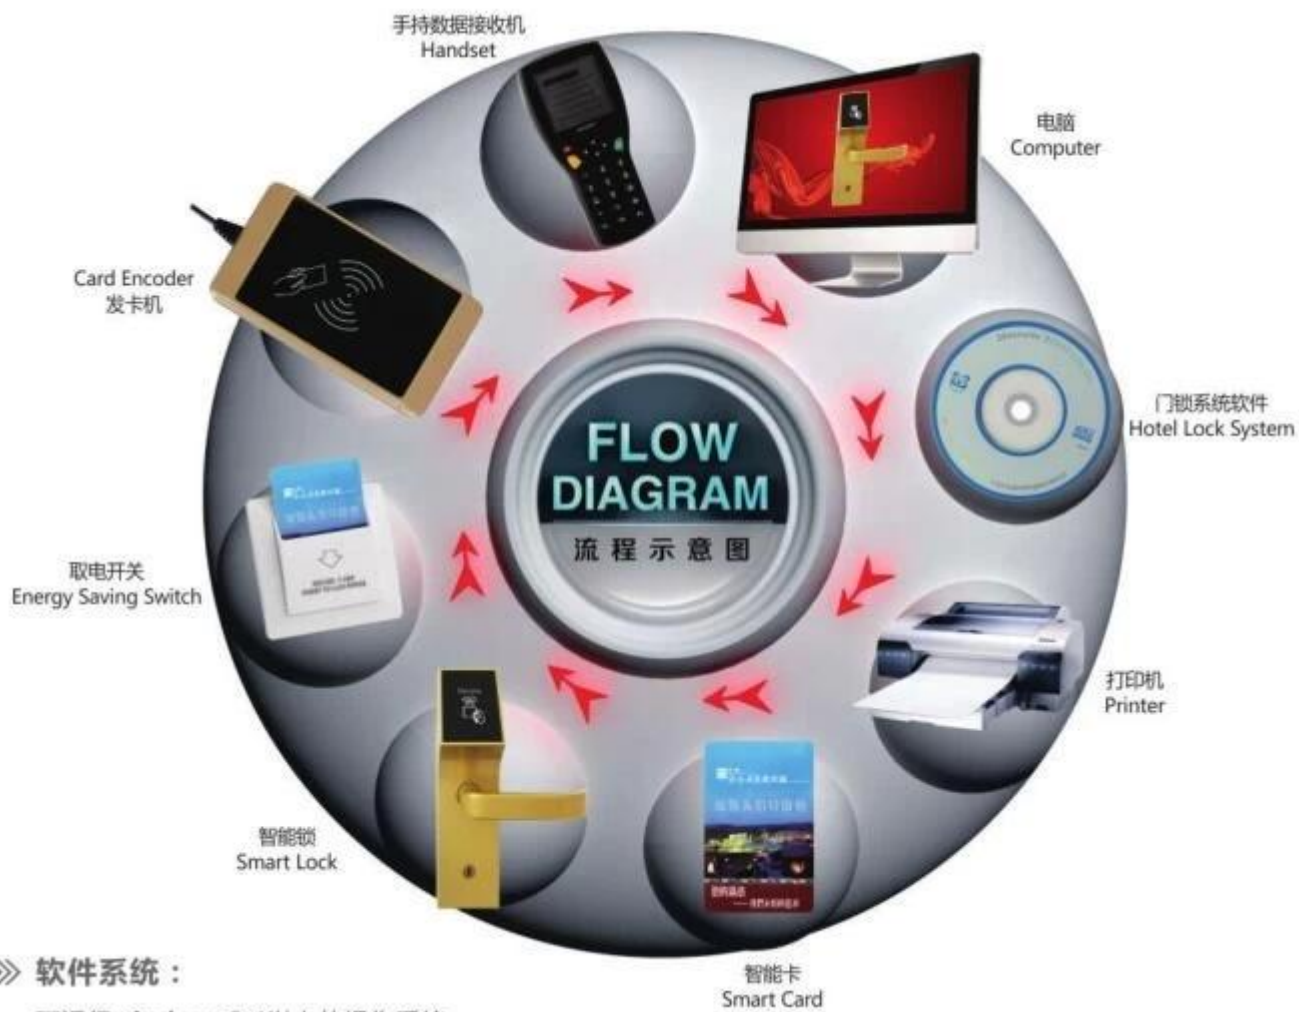 手持数据接收机
Handset
电脑
Computer
Card Encoder
发卡机
门锁系统软件
Hotel Lock System
FLOW
DIAGRAM
流程示意图
取电开关
Energy Saving Switch
打印机
Printer
智能锁
Smart Lock
智能卡
Smart Card
》 软件系统：